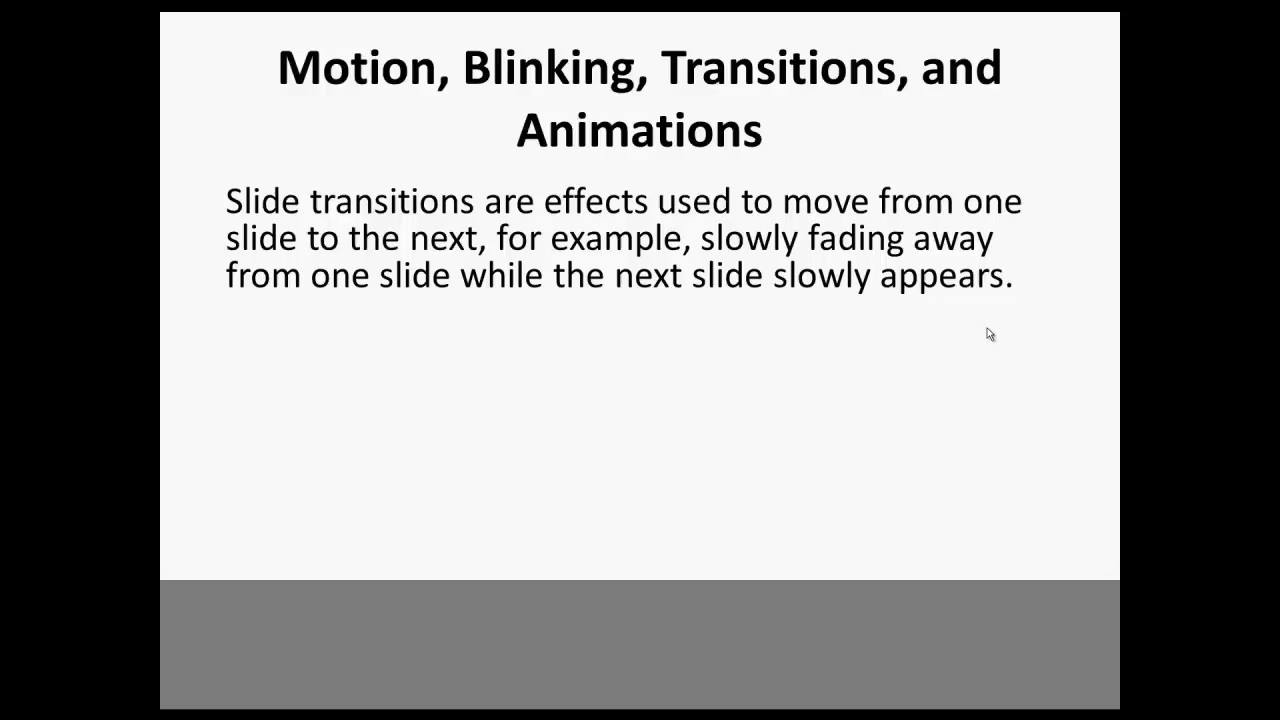 Motion, Blinking, Transitions, and
Animations
Slide transitions are effects used to move from one
slide to the next, for example, slowly fading away
from one slide while the next slide slowly appears.